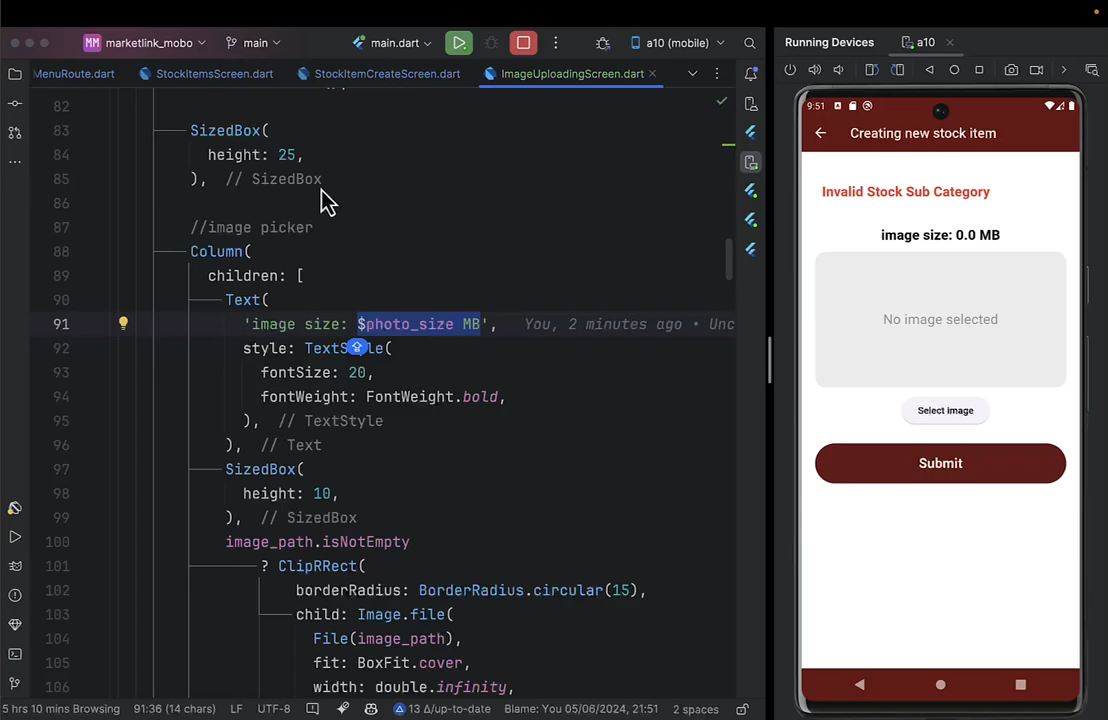 MM marketlink_mobo main main.dart a10 (mobile)
Running Devices a10
MenuRoute.dart StockItemsScreen.dart StockItemCreateScreen.dart ImageUploadingScreen.dart
82
83 SizedBox(
84 height: 25,
85 ), // SizedBox
86
87 //image picker
88 Column(
89 children: [
90 Text(
91 'image size: $photo_size MB', You, 2 minutes ago • Unc
92 style: TextStyle(
93 fontSize: 20,
94 fontWeight: FontWeight.bold,
95 ), // TextStyle
96 ), // Text
97 SizedBox(
98 height: 10,
99 ), // SizedBox
100 image_path.isNotEmpty
101 ? ClipRRect(
102 borderRadius: BorderRadius.circular(15),
103 child: Image.file(
104 File(image_path),
105 fit: BoxFit.cover,
106 width: double.infinity,
5 hrs 10 mins Browsing 91:36 (14 chars) LF UTF-8 13 Δ/up-to-date Blame: You 05/06/2024, 21:51 2 spaces
9:51
Creating new stock item
Invalid Stock Sub Category
image size: 0.0 MB
No image selected
Select image
Submit